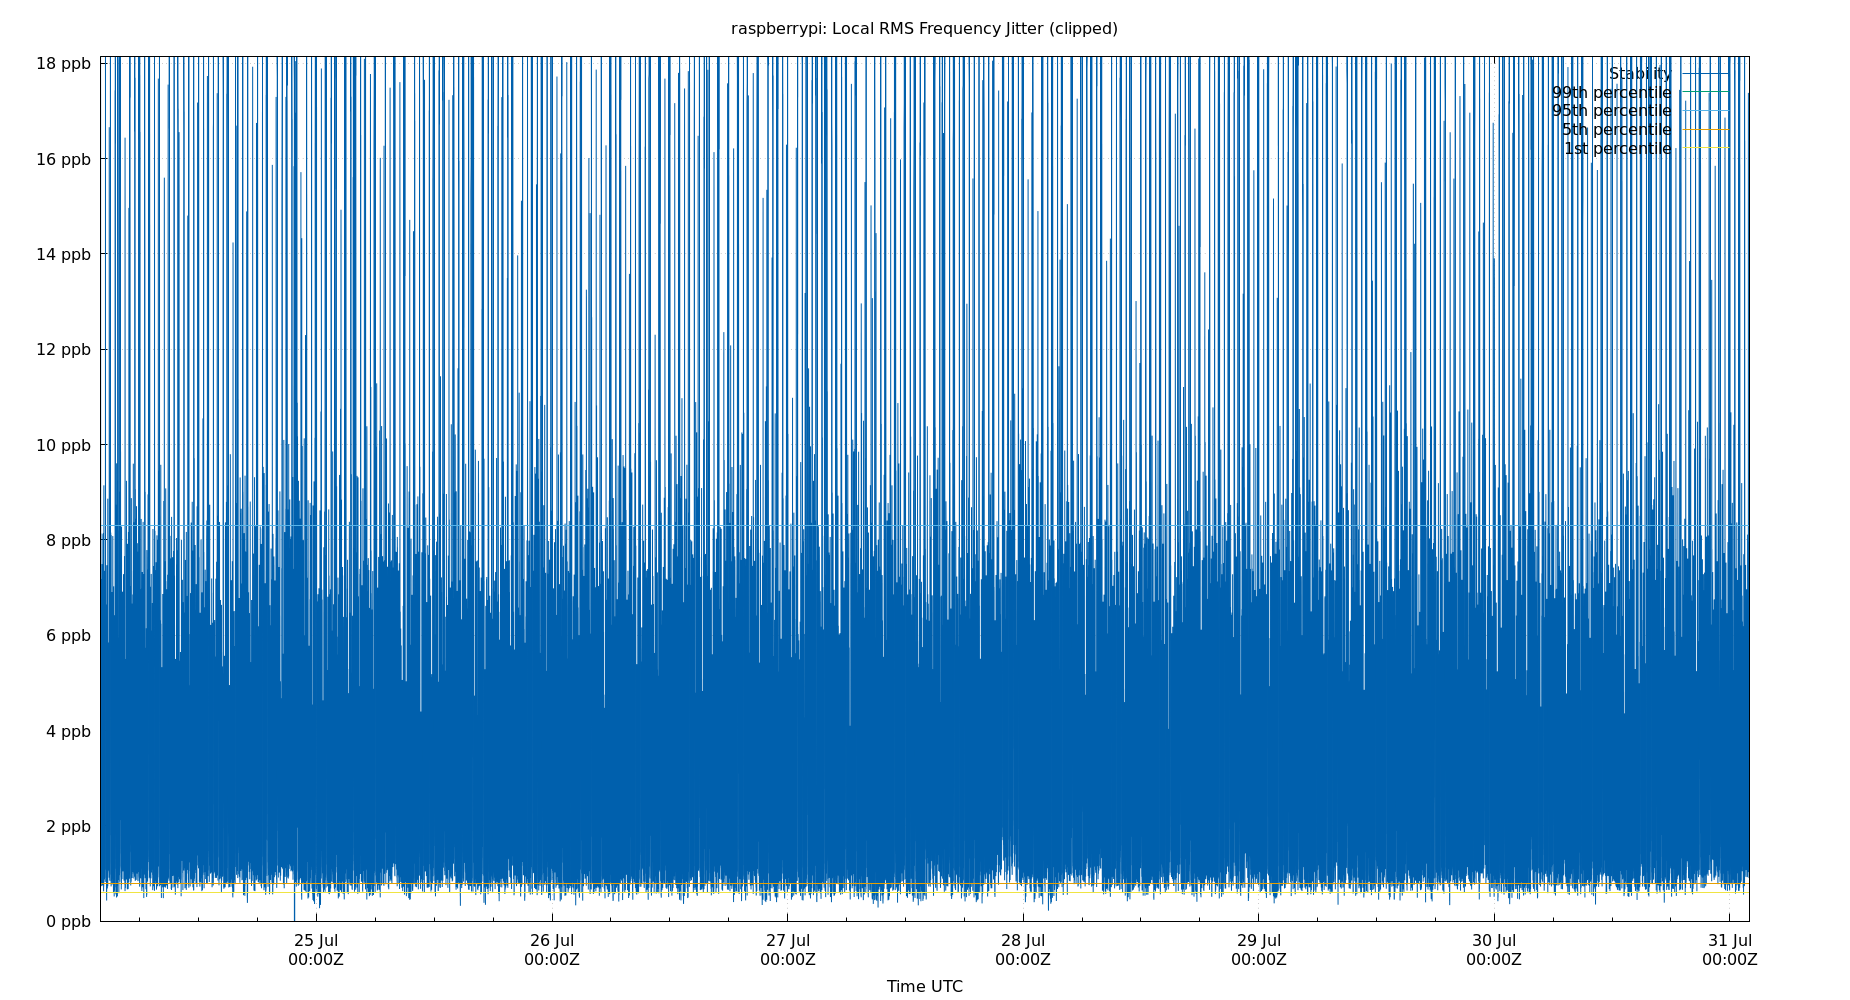 raspberrypi: Local RMS Frequency Jitter (clipped)
18 ppb
16 ppb
14 ppb
12 ppb
10 ppb
8 ppb
6 ppb
4 ppb
2 ppb
0 ppb
Stability
99th percentile
95th percentile
5th percentile
1st percentile
25 Jul 26 Jul 27 Jul 28 Jul 29 Jul 30 Jul 31 Jul
00:00Z 00:00Z 00:00Z 00:00Z 00:00Z 00:00Z 00:00Z
Time UTC